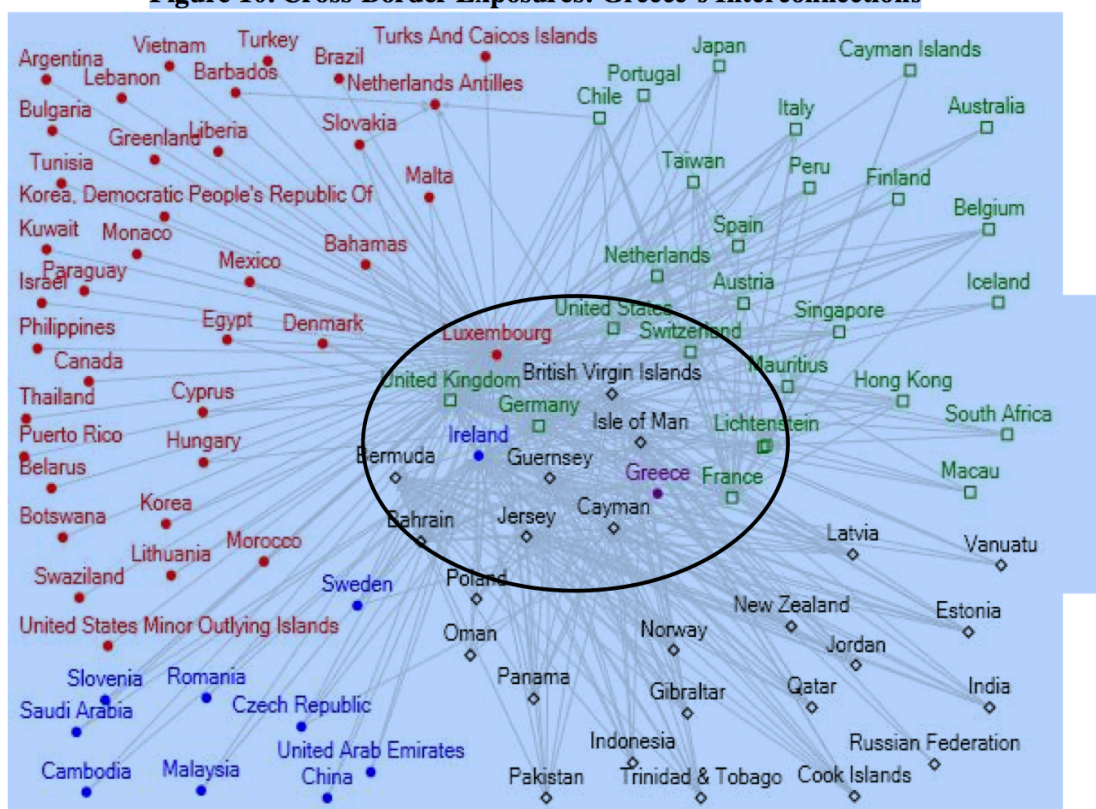 Figure 10: Cross-Border Exposures: Greece's Interconnections
Turks And Caicos Islands
Vietnam
Turkey
Brazil
Japan
Cayman Islands
Argentina
Lebanon
Barbados
Netherlands Antilles
Portugal
Chile
Bulgaria
Greenland
Liberia
Slovakia
Italy
Australia
Tunisia
Malta
Taiwan
Peru
Finland
Korea, Democratic People's Republic Of
Belgium
Kuwait
Monaco
Bahamas
Spain
Mexico
Netherlands
Israel
Paraguay
Austria
Iceland
Philippines
Egypt
Denmark
Luxembourg
United States
Switzerland
Singapore
Canada
United Kingdom
British Virgin Islands
Mauritius
Hong Kong
Thailand
Cyprus
Germany
Isle of Man
Lichtenstein
South Africa
Puerto Rico
Hungary
Ireland
Belarus
Bermuda
Guernsey
Greece
France
Macau
Botswana
Korea
Bahrain
Jersey
Cayman
Latvia
Vanuatu
Lithuania
Morocco
Swaziland
Sweden
Poland
New Zealand
Estonia
United States Minor Outlying Islands
Oman
Norway
Jordan
Slovenia
Romania
Panama
Gibraltar
Qatar
India
Saudi Arabia
Czech Republic
Indonesia
Russian Federation
United Arab Emirates
Cambodia
Malaysia
China
Pakistan
Trinidad & Tobago
Cook Islands